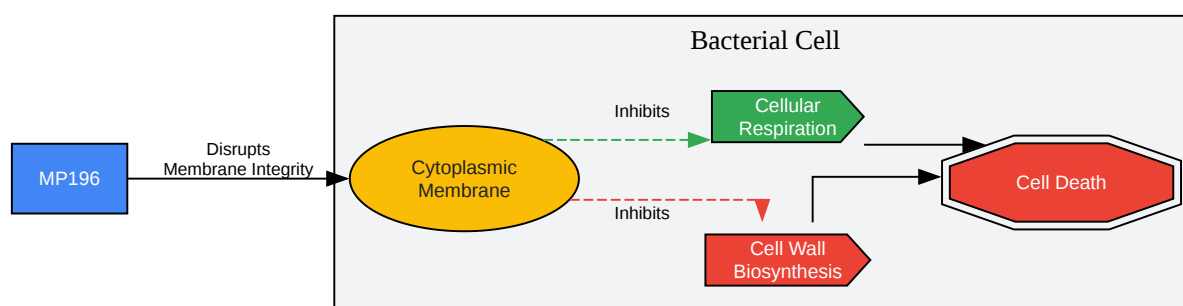 Bacterial Cell
MP196
Disrupts
Membrane Integrity
Cytoplasmic
Membrane
Inhibits
Cellular
Respiration
Inhibits
Cell Wall
Biosynthesis
Cell Death